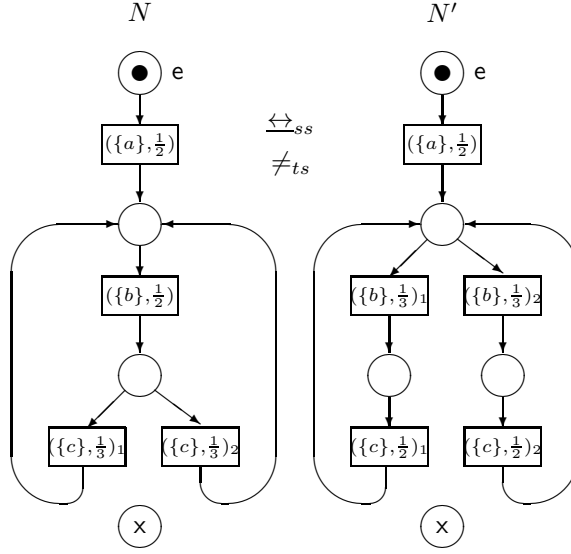 N N′
e e
({a},1/2) ↔ss ({a},1/2)
≠ts
({b},1/2) ({b},1/3)₁ ({b},1/3)₂
({c},1/3)₁ ({c},1/3)₂ ({c},1/2)₁ ({c},1/2)₂
x x